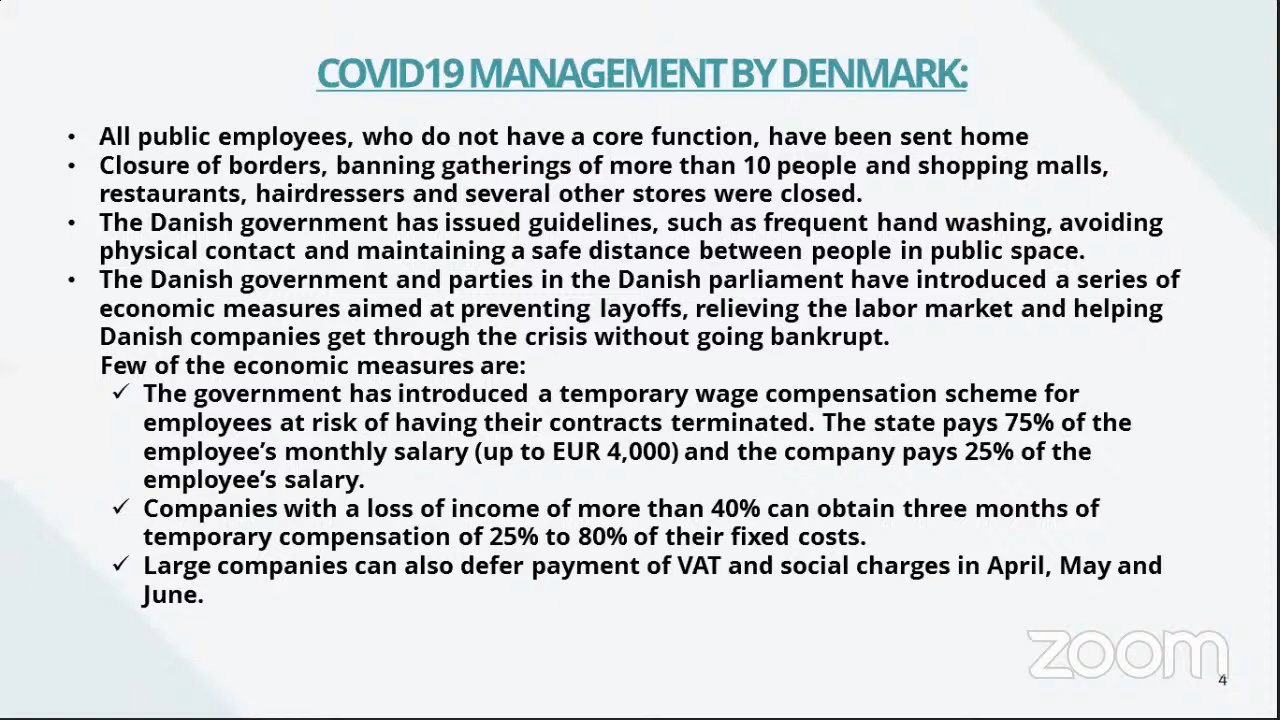 COVID19 MANAGEMENT BY DENMARK:
• All public employees, who do not have a core function, have been sent home
• Closure of borders, banning gatherings of more than 10 people and shopping malls,
restaurants, hairdressers and several other stores were closed.
• The Danish government has issued guidelines, such as frequent hand washing, avoiding
physical contact and maintaining a safe distance between people in public space.
• The Danish government and parties in the Danish parliament have introduced a series of
economic measures aimed at preventing layoffs, relieving the labor market and helping
Danish companies get through the crisis without going bankrupt.
Few of the economic measures are:
✓ The government has introduced a temporary wage compensation scheme for
employees at risk of having their contracts terminated. The state pays 75% of the
employee’s monthly salary (up to EUR 4,000) and the company pays 25% of the
employee’s salary.
✓ Companies with a loss of income of more than 40% can obtain three months of
temporary compensation of 25% to 80% of their fixed costs.
✓ Large companies can also defer payment of VAT and social charges in April, May and
June.
zoom
4